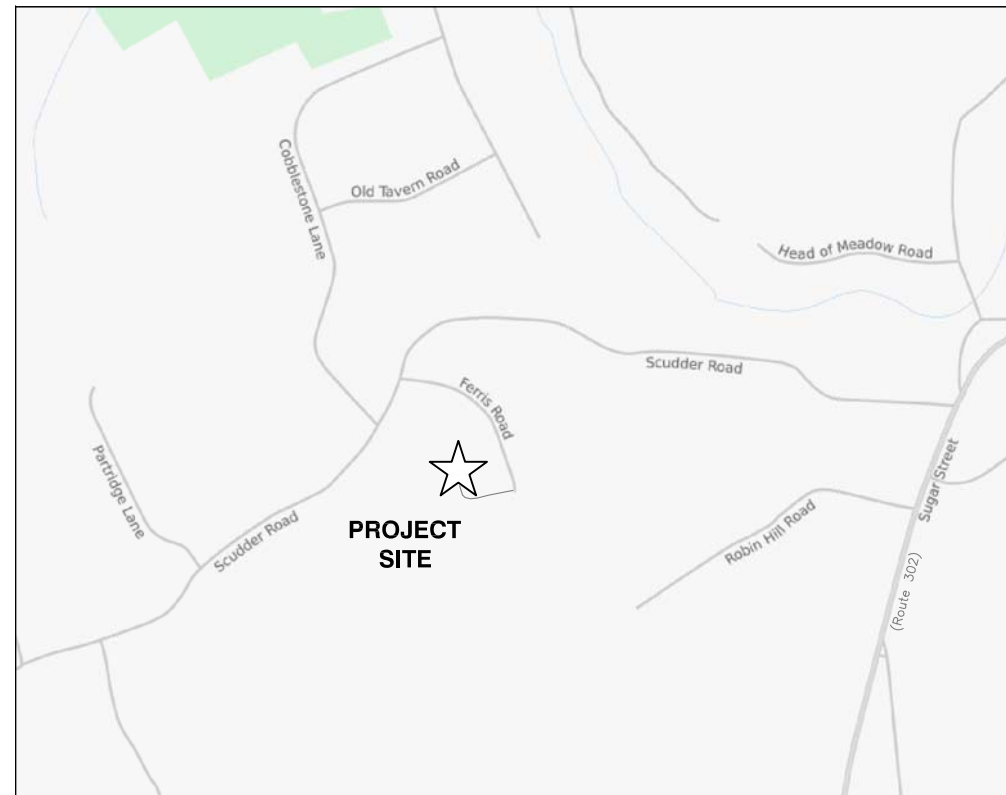 Cobblestone Lane
Old Tavern Road
Head of Meadow Road
Scudder Road
Ferris Road
Partridge Lane
Sugar Street
PROJECT
SITE
Scudder Road
Robin Hill Road
(Route 302)